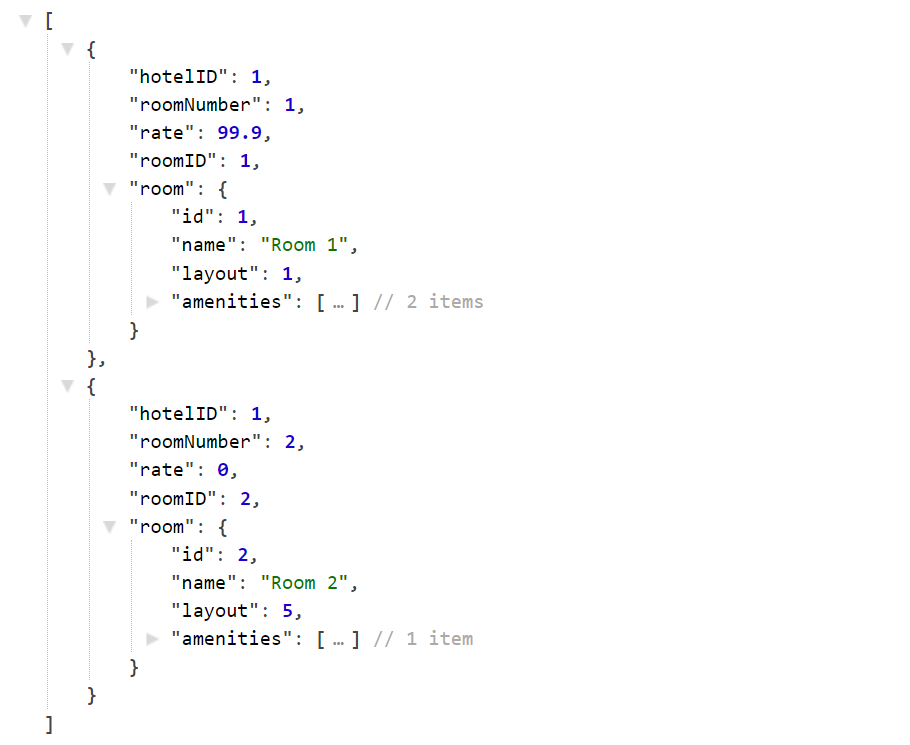 [
{
"hotelID": 1,
"roomNumber": 1,
"rate": 99.9,
"roomID": 1,
"room": {
"id": 1,
"name": "Room 1",
"layout": 1,
"amenities": [ … ] // 2 items
}
},
{
"hotelID": 1,
"roomNumber": 2,
"rate": 0,
"roomID": 2,
"room": {
"id": 2,
"name": "Room 2",
"layout": 5,
"amenities": [ … ] // 1 item
}
}
]